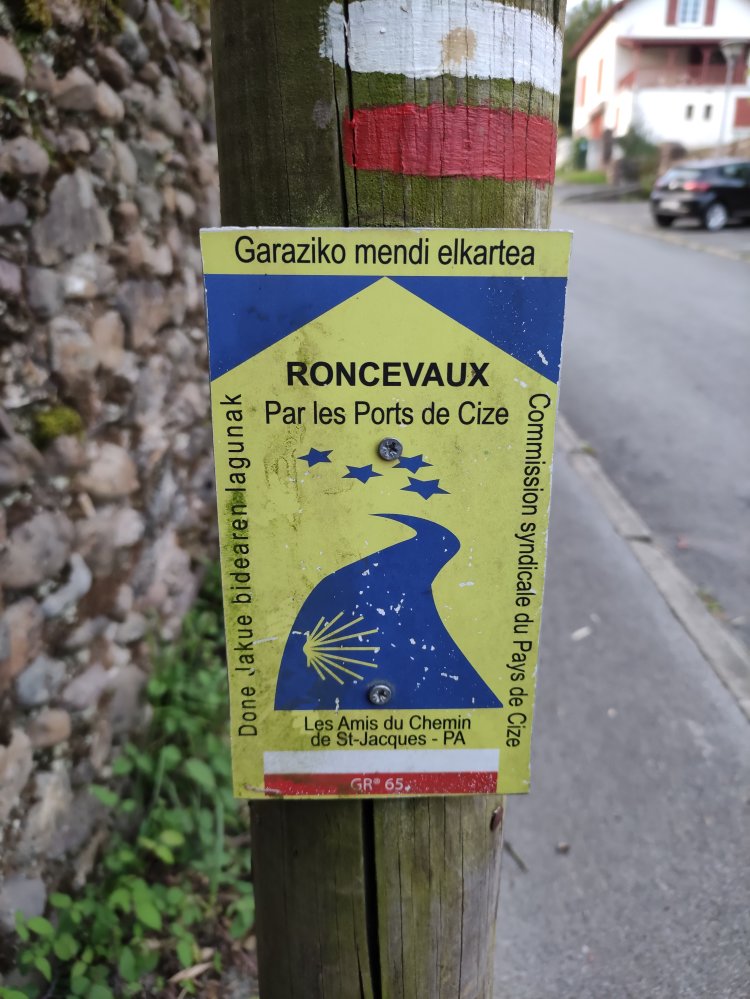 Garaziko mendi elkartea
RONCEVAUX
Par les Ports de Cize
Done Jakue bidearen lagunak
Commission syndicale du Pays de Cize
Les Amis du Chemin
de St-Jacques - PA
GR® 65